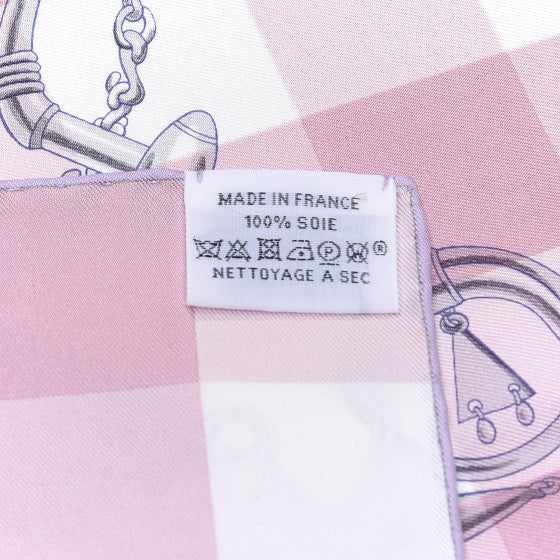 MADE IN FRANCE
100% SOIE
P W ®
NETTOYAGE A SEC